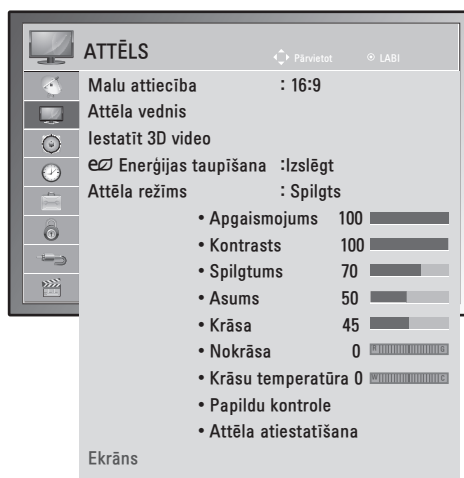 ATTĒLS
Pārvietot
LABI
Malu attiecība : 16:9
Attēla vednis
Iestatīt 3D video
Enerģijas taupīšana :Izslēgt
Attēla režīms : Spilgts
• Apgaismojums 100
• Kontrasts 100
• Spilgtums 70
• Asums 50
• Krāsa 45
• Nokrāsa 0 R G
• Krāsu temperatūra 0 W C
• Papildu kontrole
• Attēla atiestatīšana
Ekrāns